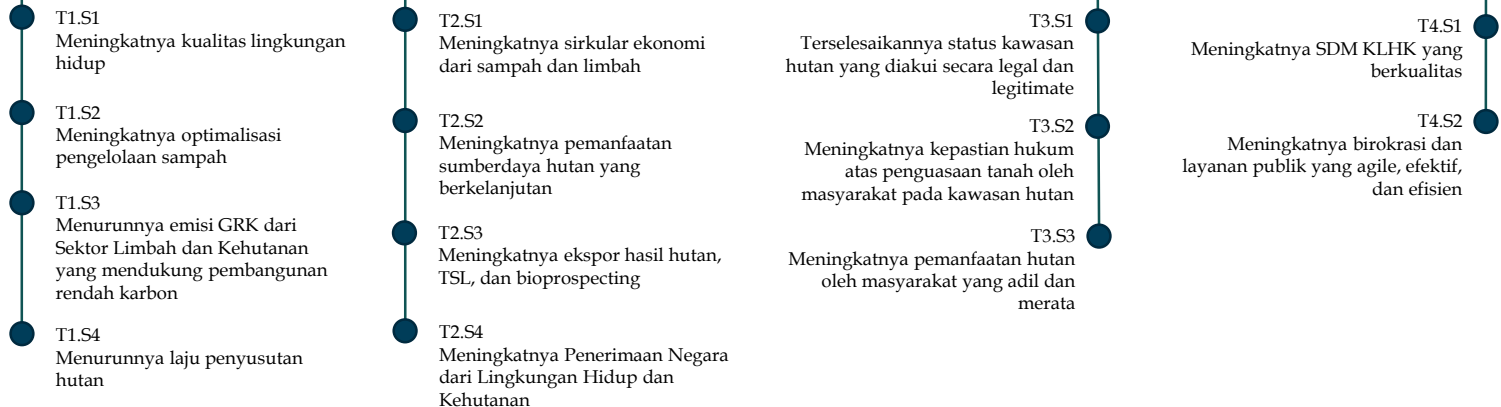 T1.S1
Meningkatnya kualitas lingkungan
hidup
T1.S2
Meningkatnya optimalisasi
pengelolaan sampah
T1.S3
Menurunnya emisi GRK dari
Sektor Limbah dan Kehutanan
yang mendukung pembangunan
rendah karbon
T1.S4
Menurunnya laju penyusutan
hutan
T2.S1
Meningkatnya sirkular ekonomi
dari sampah dan limbah
T2.S2
Meningkatnya pemanfaatan
sumberdaya hutan yang
berkelanjutan
T2.S3
Meningkatnya ekspor hasil hutan,
TSL, dan bioprospecting
T2.S4
Meningkatnya Penerimaan Negara
dari Lingkungan Hidup dan
Kehutanan
T3.S1
Terselesaikannya status kawasan
hutan yang diakui secara legal dan
legitimate
T3.S2
Meningkatnya kepastian hukum
atas penguasaan tanah oleh
masyarakat pada kawasan hutan
T3.S3
Meningkatnya pemanfaatan hutan
oleh masyarakat yang adil dan
merata
T4.S1
Meningkatnya SDM KLHK yang
berkualitas
T4.S2
Meningkatnya birokrasi dan
layanan publik yang agile, efektif,
dan efisien